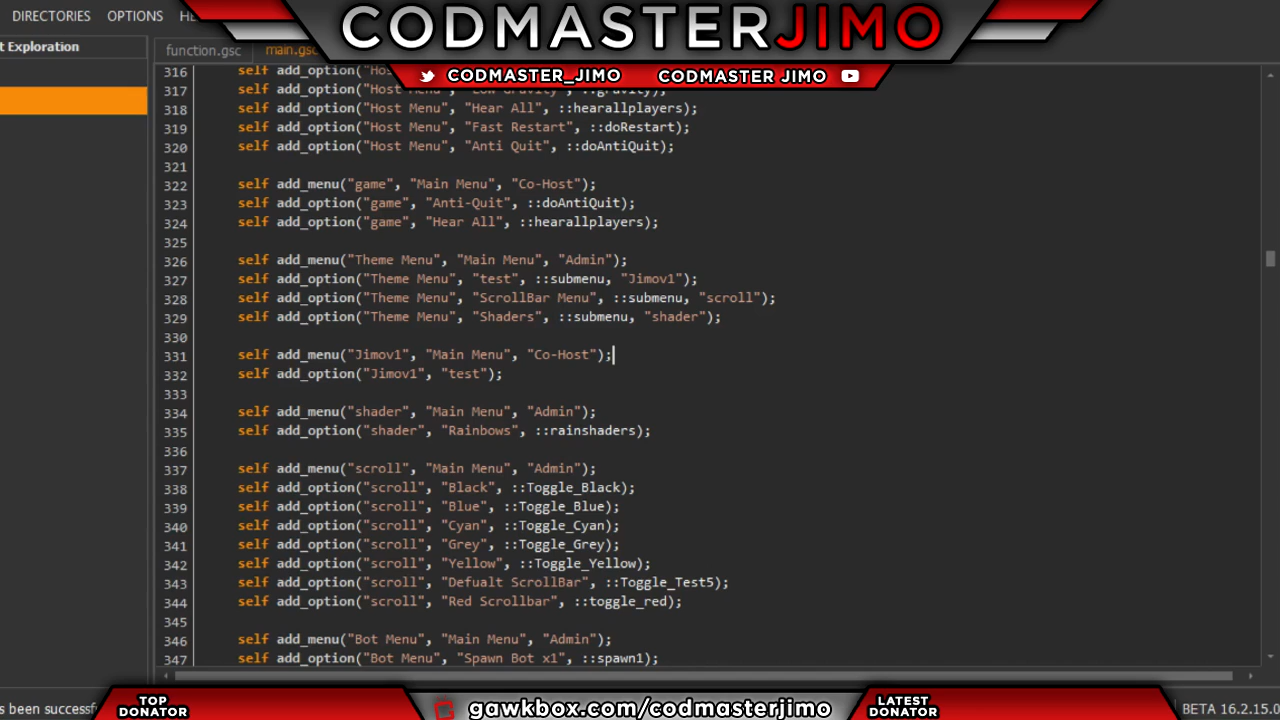 CODMASTERJIMO
DIRECTORIES OPTIONS
CODMASTER_JIMO CODMASTER JIMO
t Exploration
function.gsc main.gsc
316 self add_option("Hos
317 self add_option("Host Menu", "Low Gravity", ::gravity);
318 self add_option("Host Menu", "Hear All", ::hearallplayers);
319 self add_option("Host Menu", "Fast Restart", ::doRestart);
320 self add_option("Host Menu", "Anti Quit", ::doAntiQuit);
321
322 self add_menu("game", "Main Menu", "Co-Host");
323 self add_option("game", "Anti-Quit", ::doAntiQuit);
324 self add_option("game", "Hear All", ::hearallplayers);
325
326 self add_menu("Theme Menu", "Main Menu", "Admin");
327 self add_option("Theme Menu", "test", ::submenu, "Jimov1");
328 self add_option("Theme Menu", "ScrollBar Menu", ::submenu, "scroll");
329 self add_option("Theme Menu", "Shaders", ::submenu, "shader");
330
331 self add_menu("Jimov1", "Main Menu", "Co-Host");
332 self add_option("Jimov1", "test");
333
334 self add_menu("shader", "Main Menu", "Admin");
335 self add_option("shader", "Rainbows", ::rainshaders);
336
337 self add_menu("scroll", "Main Menu", "Admin");
338 self add_option("scroll", "Black", ::Toggle_Black);
339 self add_option("scroll", "Blue", ::Toggle_Blue);
340 self add_option("scroll", "Cyan", ::Toggle_Cyan);
341 self add_option("scroll", "Grey", ::Toggle_Grey);
342 self add_option("scroll", "Yellow", ::Toggle_Yellow);
343 self add_option("scroll", "Defualt ScrollBar", ::Toggle_Test5);
344 self add_option("scroll", "Red Scrollbar", ::toggle_red);
345
346 self add_menu("Bot Menu", "Main Menu", "Admin");
347 self add_option("Bot Menu", "Spawn Bot x1", ::spawn1);
s been successf
TOP DONATOR
gawkbox.com/codmasterjimo
LATEST DONATOR
BETA 16.2.15.0